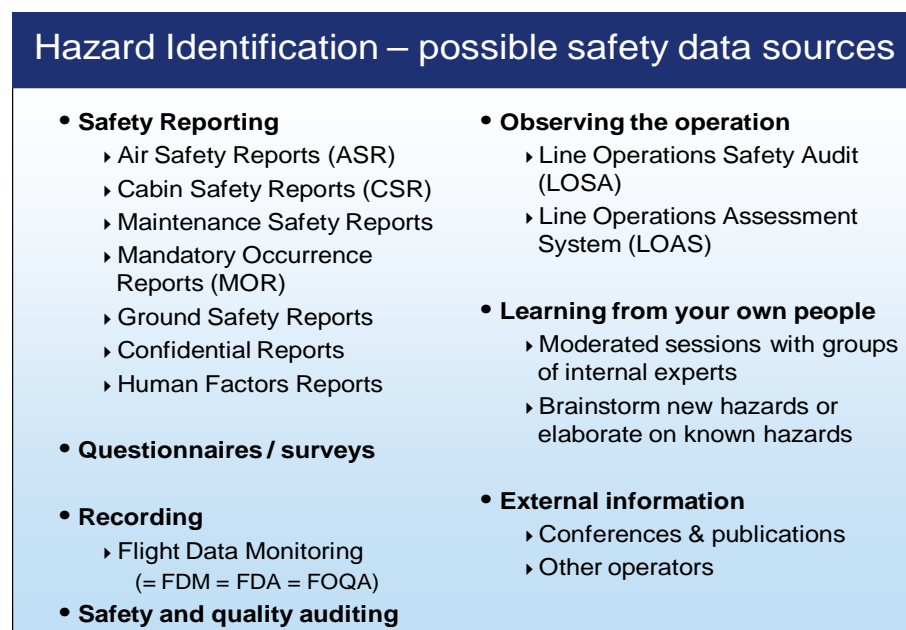 Hazard Identification – possible safety data sources
• Safety Reporting
Air Safety Reports (ASR)
Cabin Safety Reports (CSR)
Maintenance Safety Reports
Mandatory Occurrence
Reports (MOR)
Ground Safety Reports
Confidential Reports
Human Factors Reports
• Questionnaires / surveys
• Recording
Flight Data Monitoring
(= FDM = FDA = FOQA)
• Safety and quality auditing
• Observing the operation
Line Operations Safety Audit
(LOSA)
Line Operations Assessment
System (LOAS)
• Learning from your own people
Moderated sessions with groups
of internal experts
Brainstorm new hazards or
elaborate on known hazards
• External information
Conferences & publications
Other operators